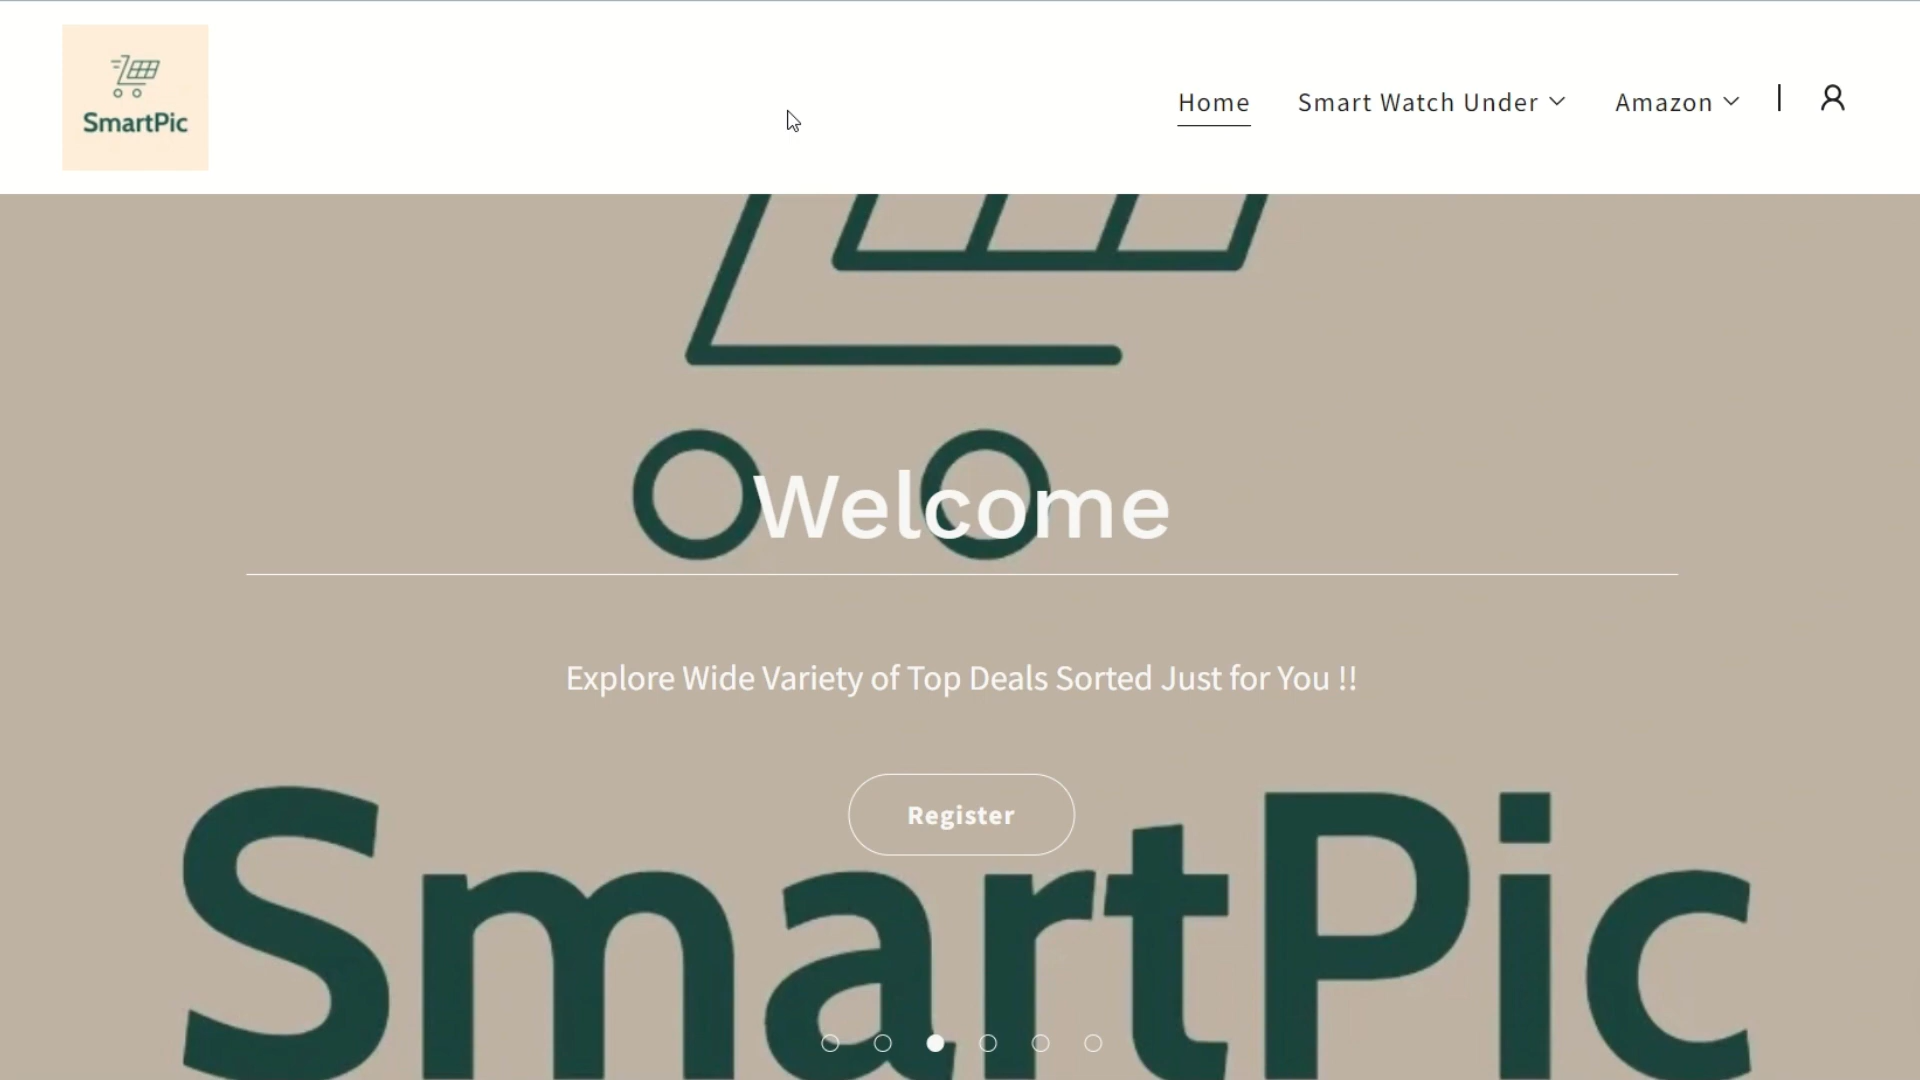 SmartPic
Home Smart Watch Under Amazon
Welcome
Explore Wide Variety of Top Deals Sorted Just for You !!
Register
SmartPic